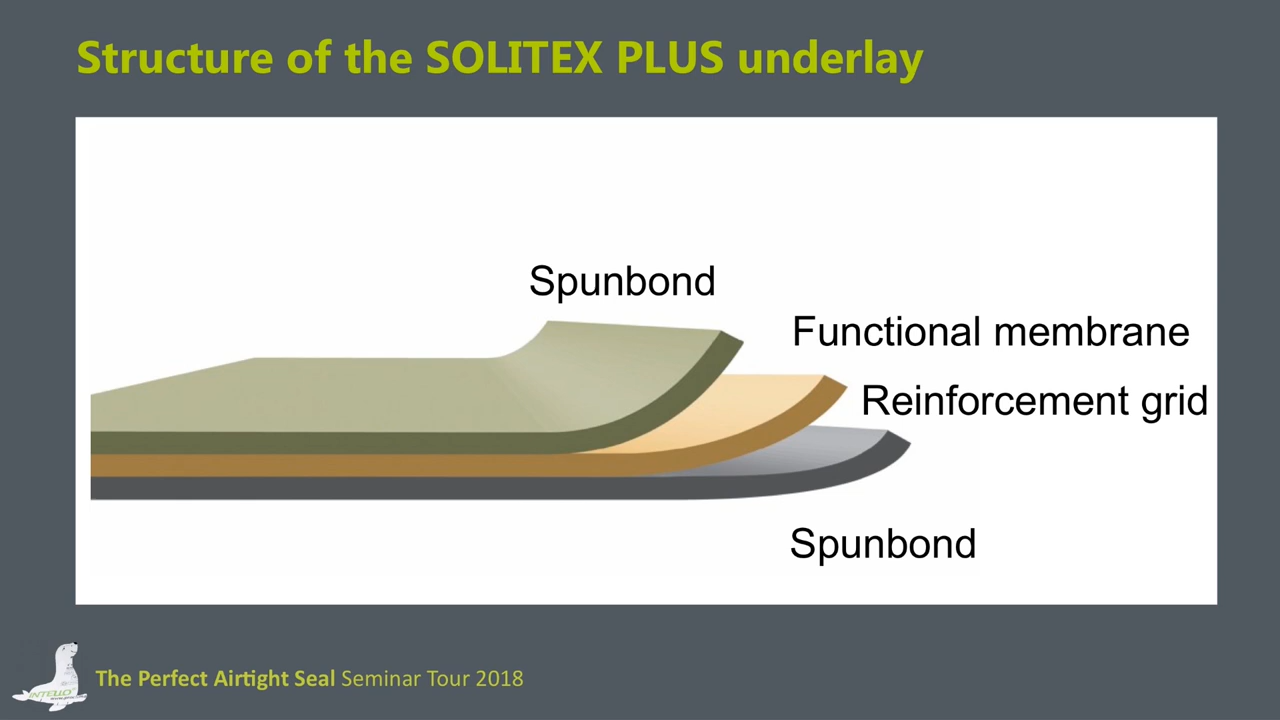 Structure of the SOLITEX PLUS underlay
Spunbond
Functional membrane
Reinforcement grid
Spunbond
INTELLO
The Perfect Airtight Seal Seminar Tour 2018